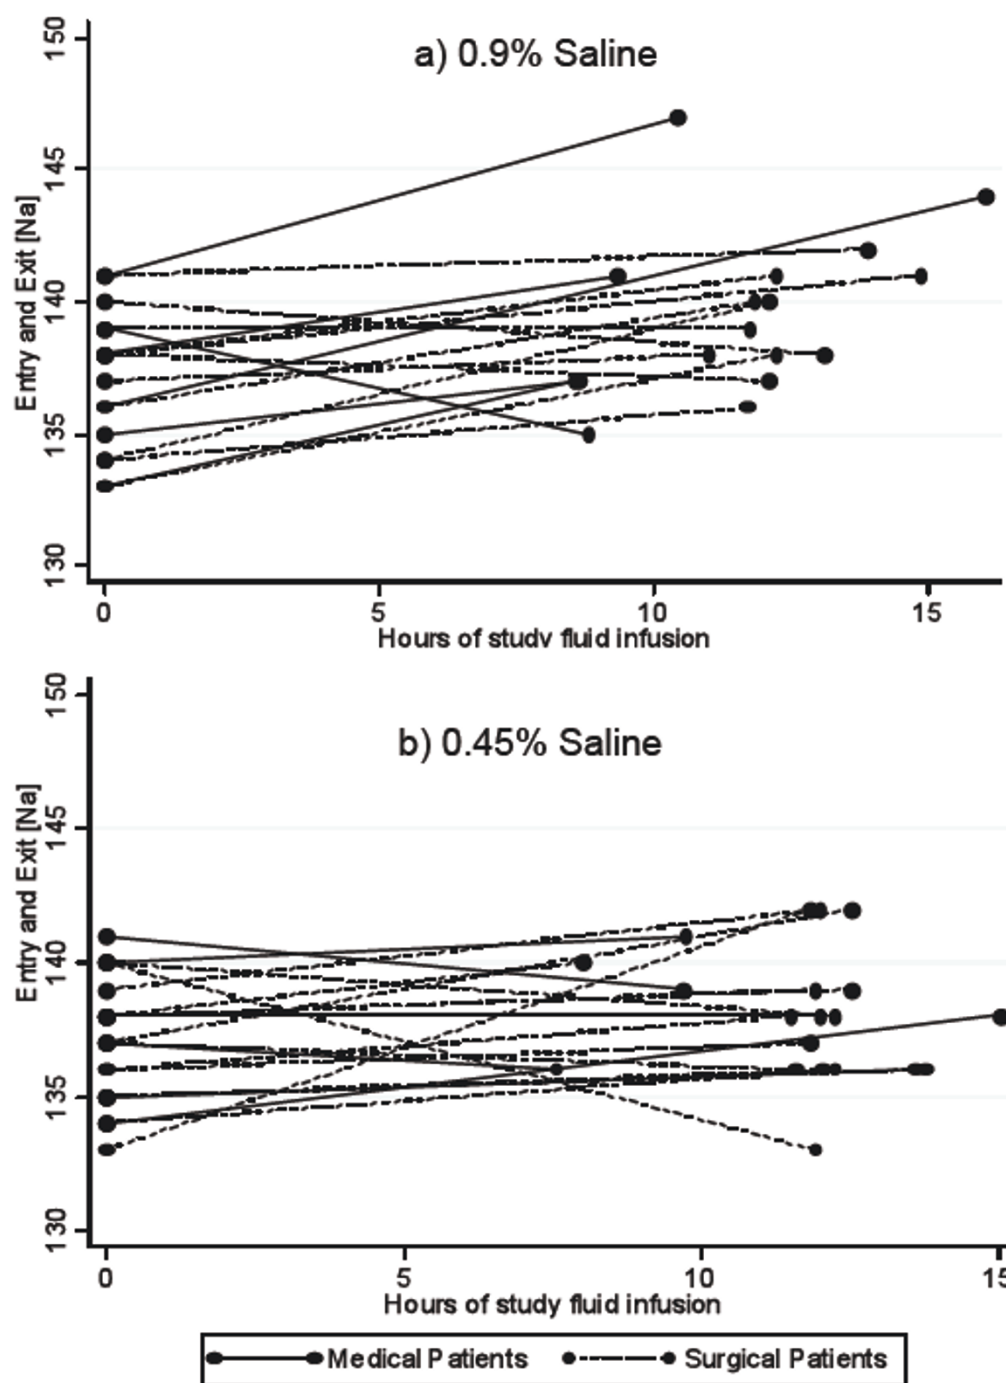 a) 0.9% Saline
Entry and Exit [Na]
150
145
140
135
130
0 5 10 15
Hours of studv fluid infusion
b) 0.45% Saline
Entry and Exit [Na]
150
145
140
135
130
0 5 10 15
Hours of study fluid infusion
Medical Patients Surgical Patients